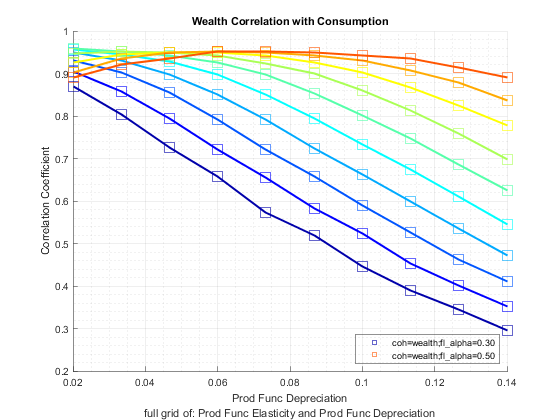 Wealth Correlation with Consumption
1
0.9
0.8
0.7
0.6
0.5
0.4
0.3
0.2
Correlation Coefficient
coh=wealth;fl_alpha=0.30
coh=wealth;fl_alpha=0.50
0.02 0.04 0.06 0.08 0.1 0.12 0.14
Prod Func Depreciation
full grid of: Prod Func Elasticity and Prod Func Depreciation